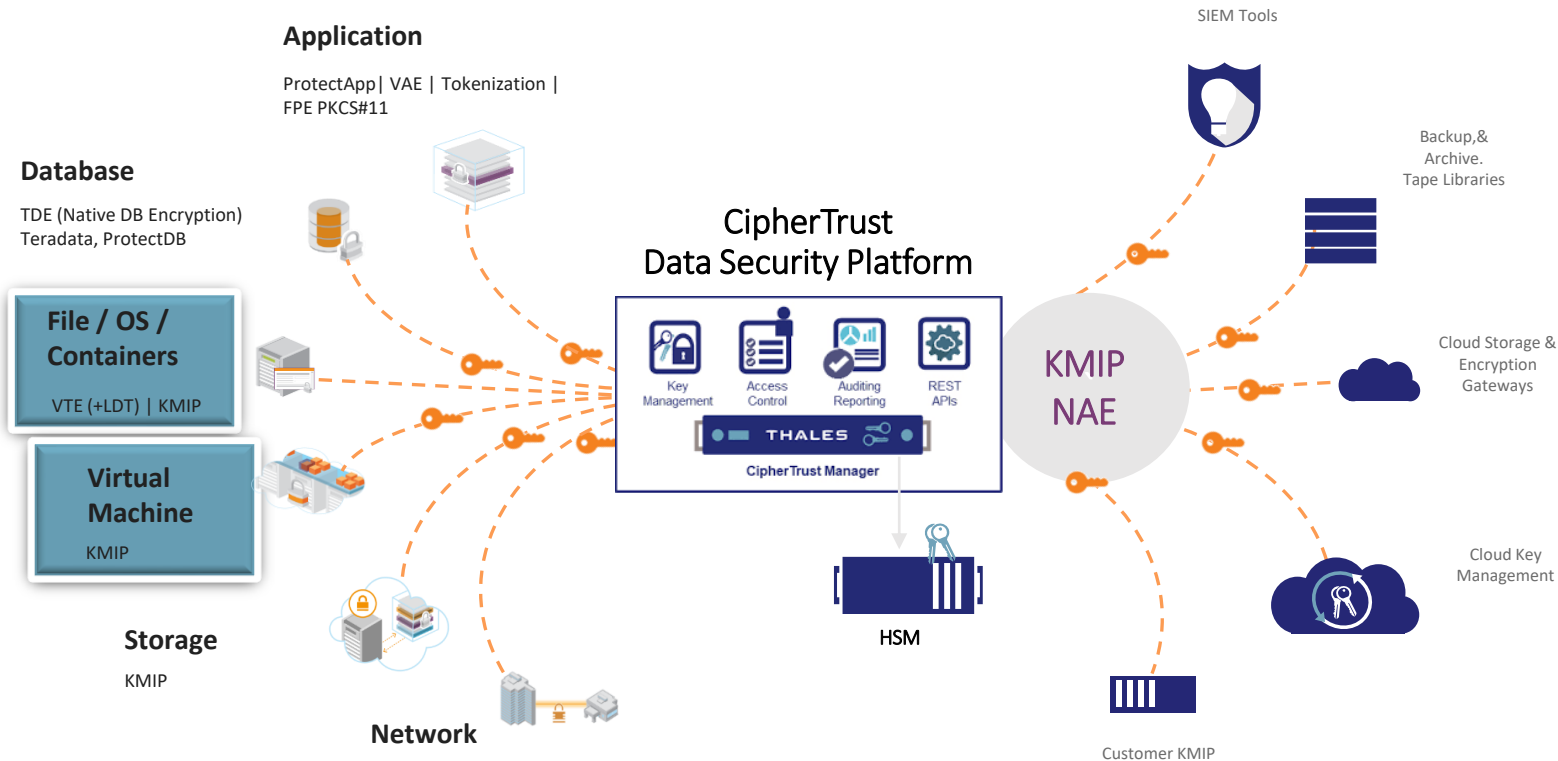 Application
ProtectApp| VAE | Tokenization |
FPE PKCS#11
Database
TDE (Native DB Encryption)
Teradata, ProtectDB
File / OS /
Containers
VTE (+LDT) | KMIP
Virtual
Machine
KMIP
Storage
KMIP
Network
CipherTrust
Data Security Platform
Key
Management
Access
Control
Auditing
Reporting
REST
APIs
THALES
CipherTrust Manager
HSM
KMIP
NAE
SIEM Tools
Backup,&
Archive.
Tape Libraries
Cloud Storage &
Encryption
Gateways
Cloud Key
Management
Customer KMIP